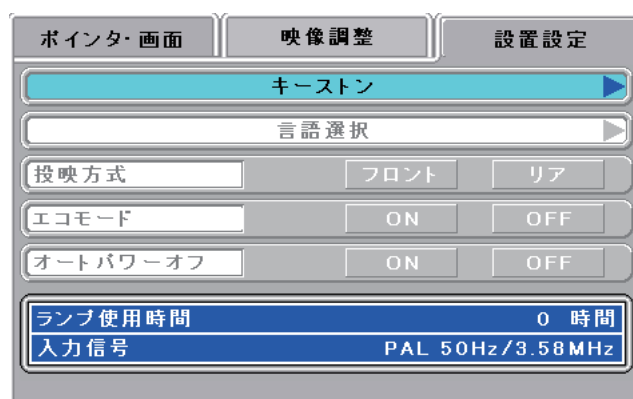 ポインタ・画面 映像調整 設置設定
キーストン
言語選択
投映方式 フロント リア
エコモード ON OFF
オートパワーオフ ON OFF
ランプ使用時間 0 時間
入力信号 PAL 50Hz/3.58MHz